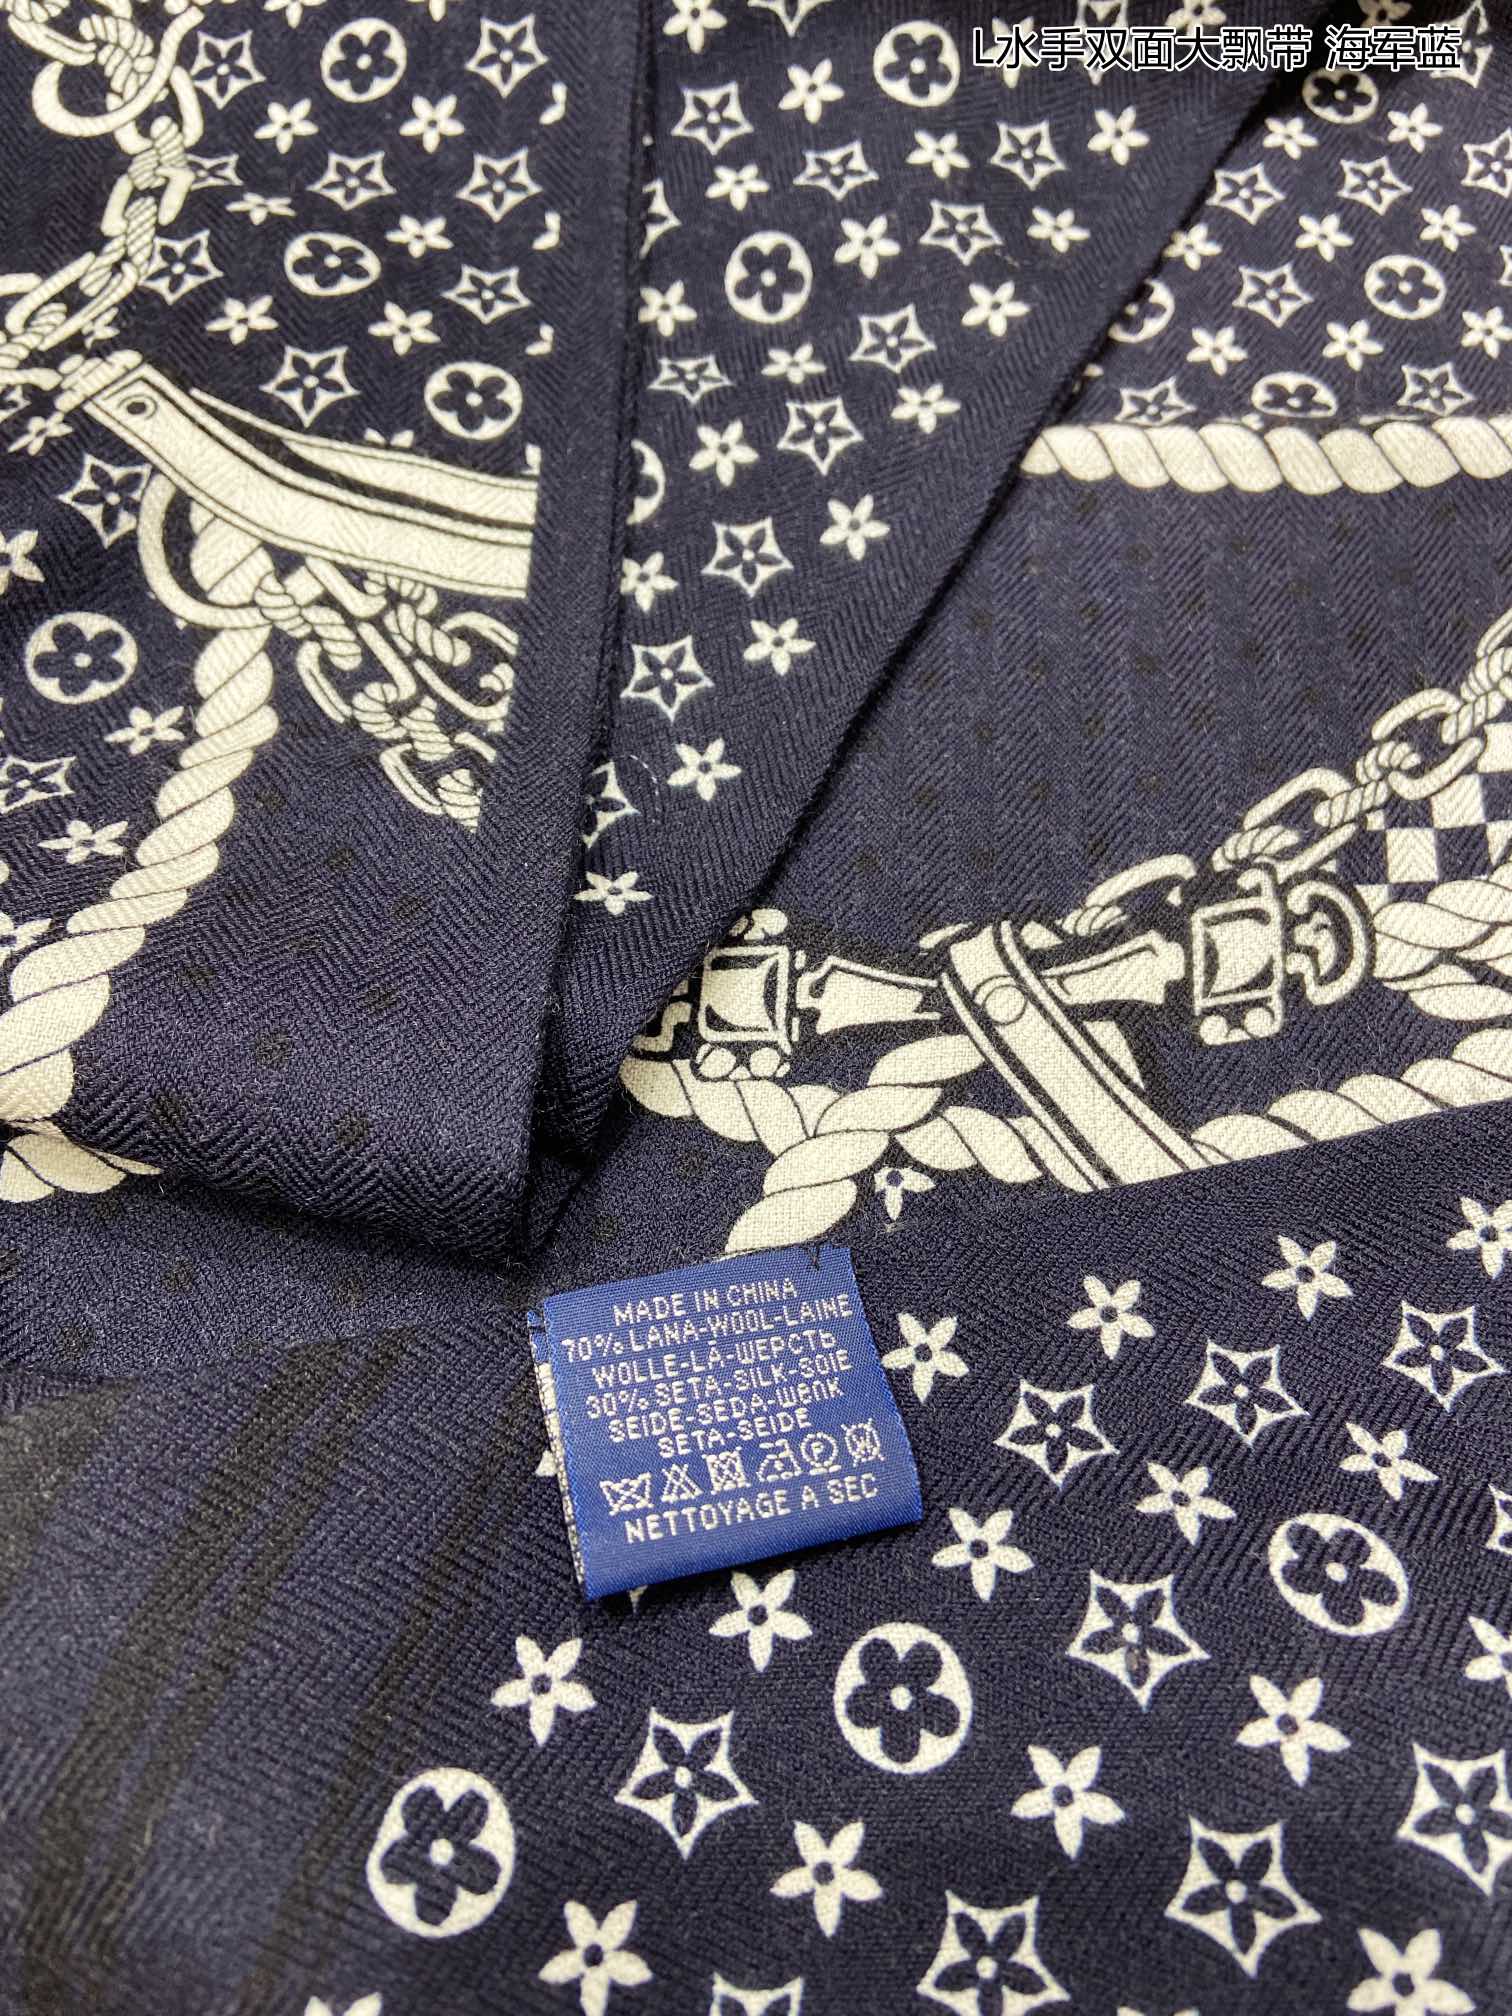 L水手双面大飘带 海军蓝
MADE IN CHINA
70% LANA-WOOL-LAINE
WOLLE-LÃ-ШЕРСТЬ
30% SETA-SILK-SOIE
SEIDE-SEDA-ШЕЛК
SETA-SEIDE
NETTOYAGE A SEC